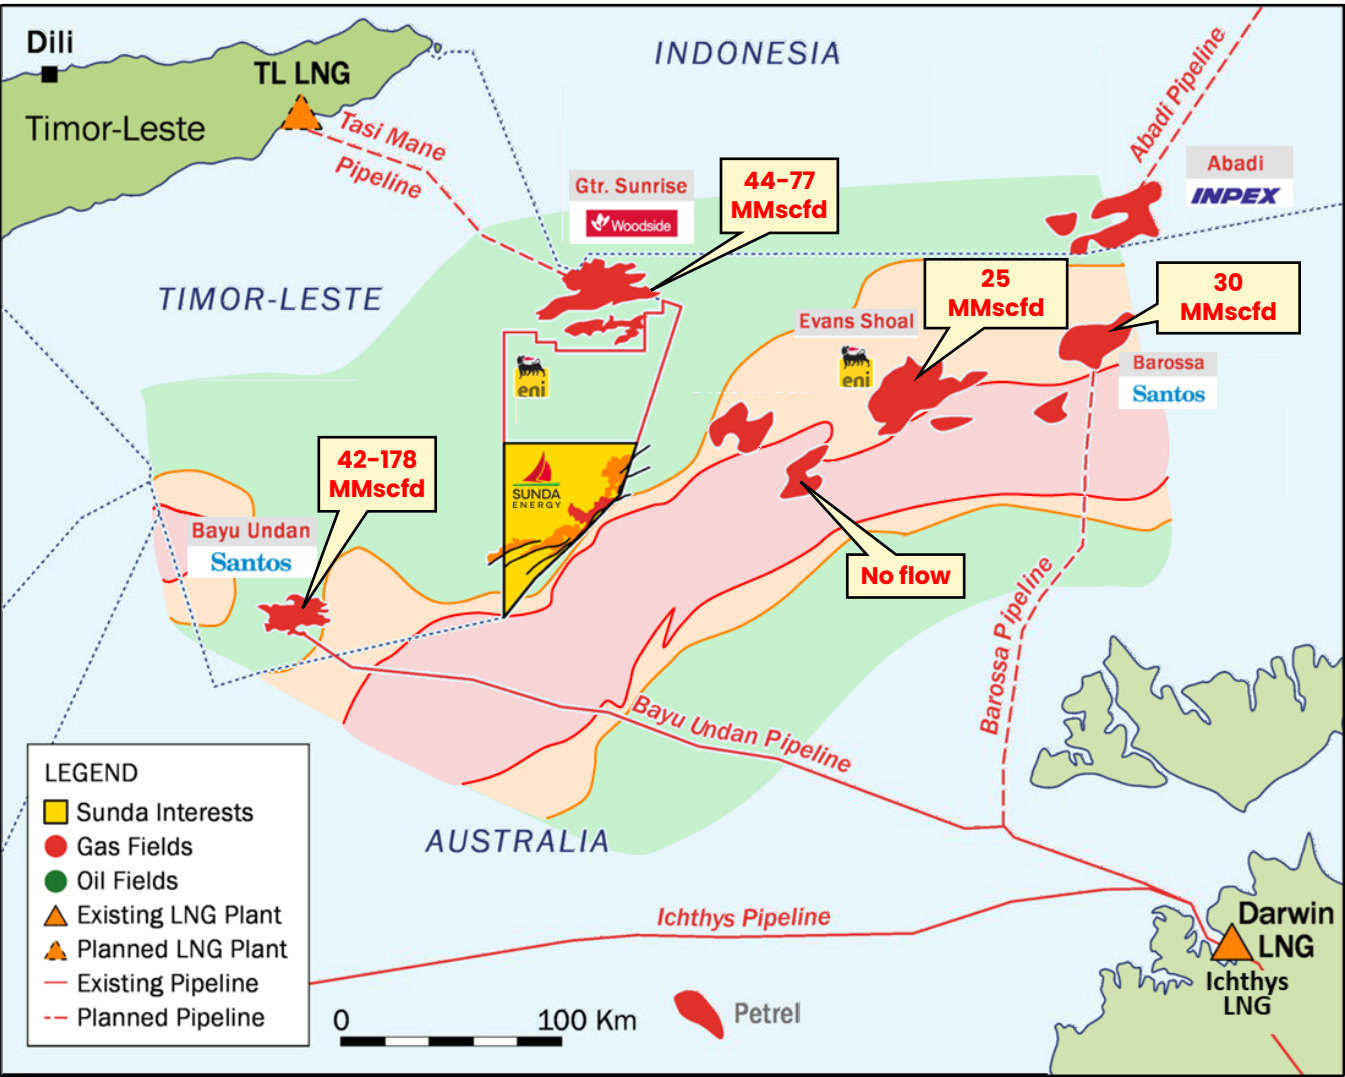 Dili
TL LNG
Timor-Leste
Tasi Mane
Pipeline
INDONESIA
Abadi Pipeline
Abadi
INPEX
Gtr. Sunrise
Woodside
44-77
MMscfd
TIMOR-LESTE
25
MMscfd
30
MMscfd
Evans Shoal
eni
eni
Barossa
Santos
42-178
MMscfd
SUNDA
ENERGY
Bayu Undan
Santos
No flow
Barossa Pipeline
Bayu Undan Pipeline
AUSTRALIA
LEGEND
Sunda Interests
Gas Fields
Oil Fields
Existing LNG Plant
Planned LNG Plant
Existing Pipeline
Planned Pipeline
Ichthys Pipeline
0 100 Km
Petrel
Darwin
LNG
Ichthys
LNG